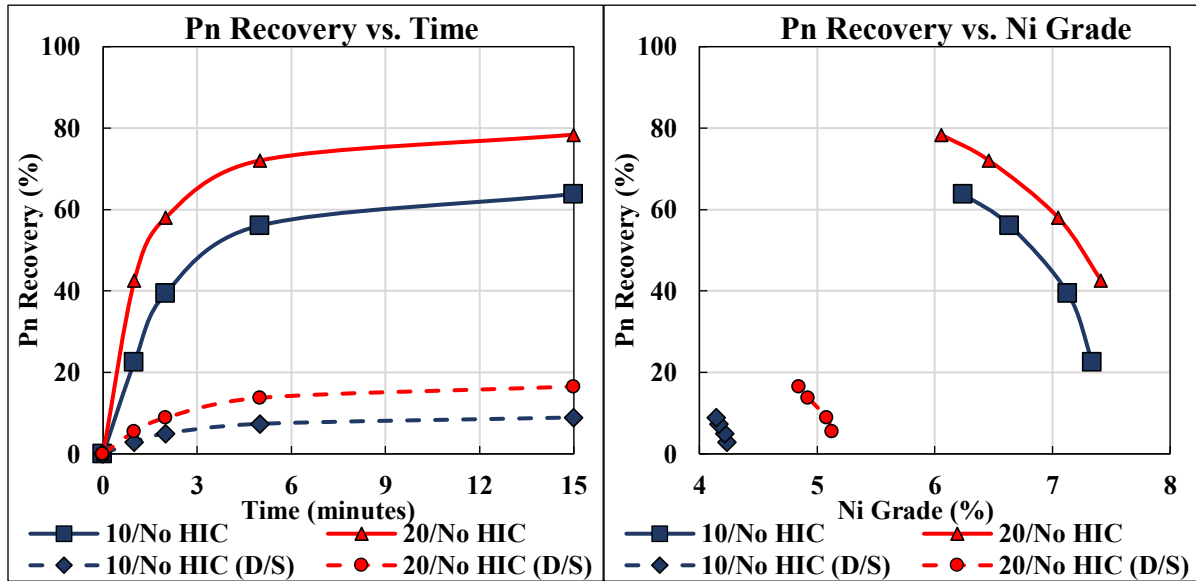 Pn Recovery vs. Time
100
80
60
40
20
0
Pn Recovery (%)
0 3 6 9 12 15
Time (minutes)
10/No HIC 20/No HIC
10/No HIC (D/S) 20/No HIC (D/S)
Pn Recovery vs. Ni Grade
100
80
60
40
20
0
Pn Recovery (%)
4 5 6 7 8
Ni Grade (%)
10/No HIC 20/No HIC
10/No HIC (D/S) 20/No HIC (D/S)